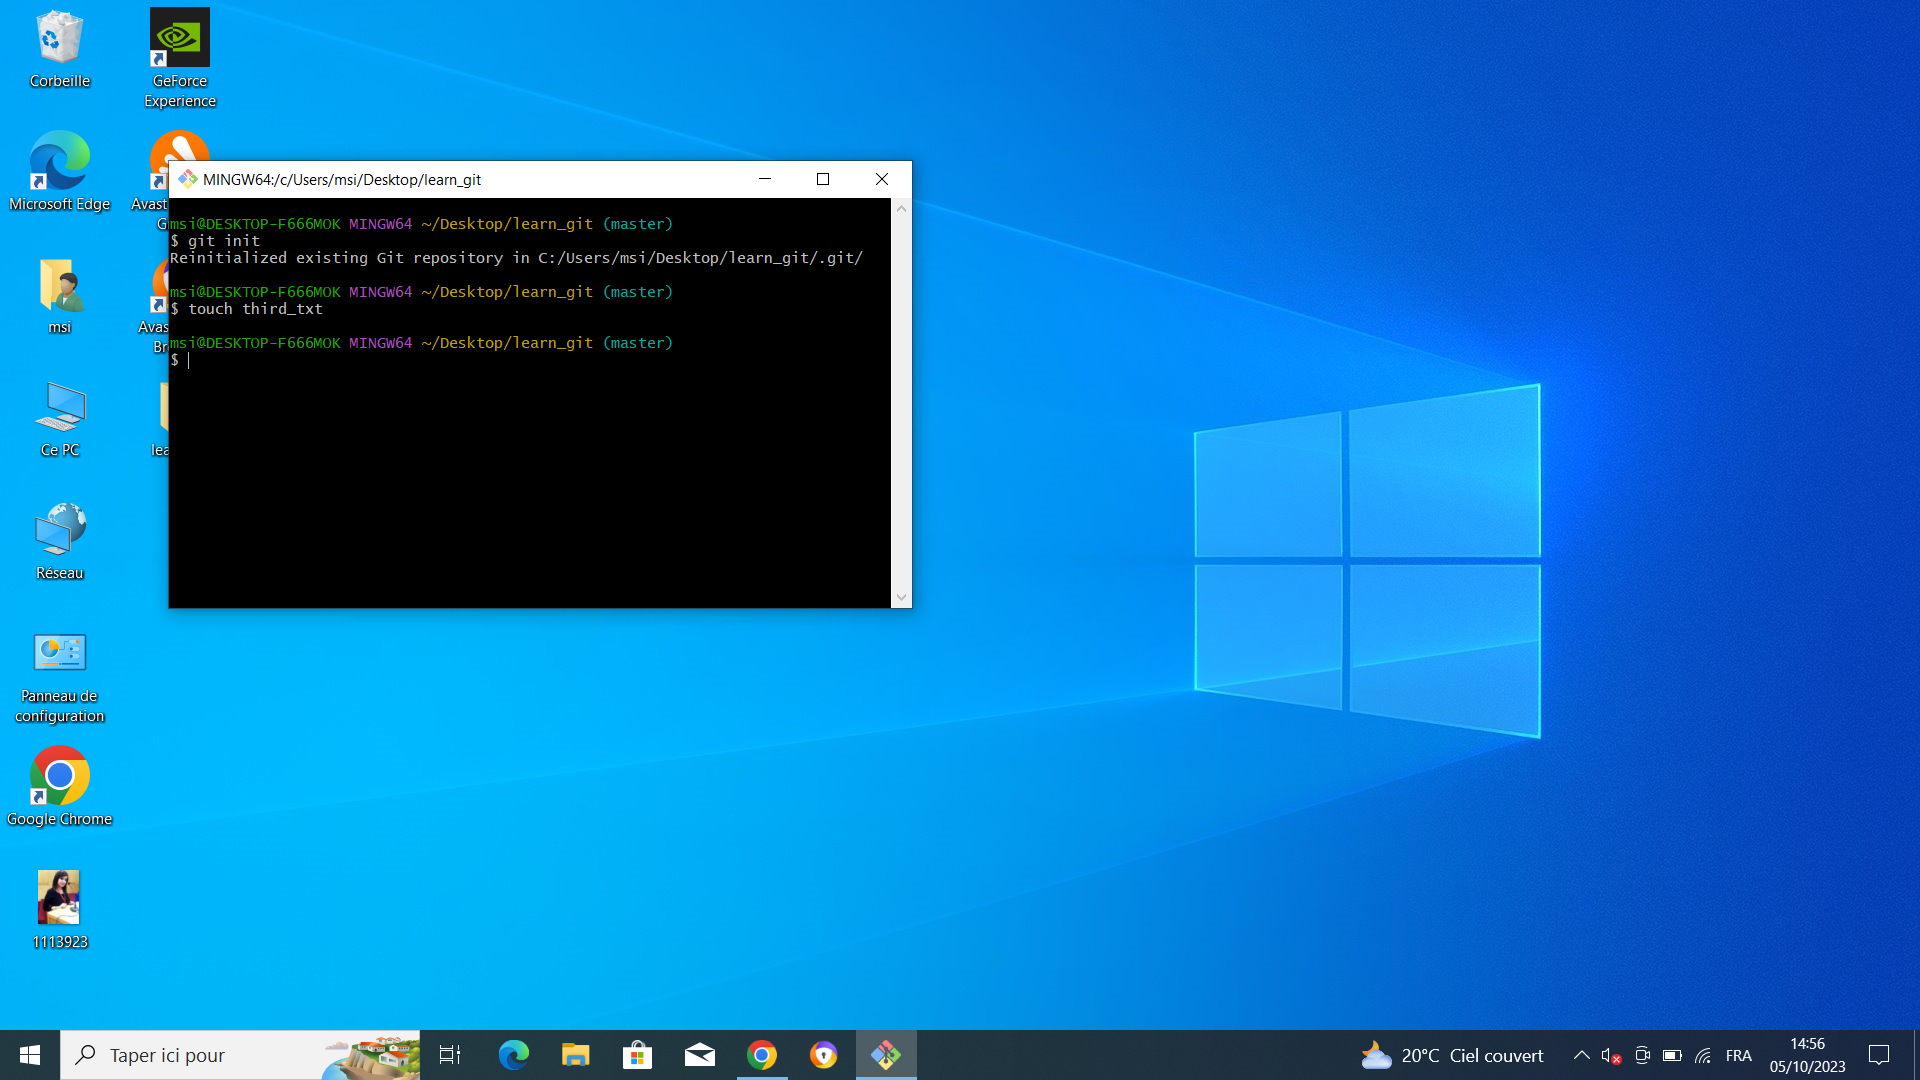 Corbeille
GeForce
Experience
Microsoft Edge
Avast
G
msi
Avas
Br
Ce PC
lea
Réseau
Panneau de
configuration
Google Chrome
1113923
MINGW64:/c/Users/msi/Desktop/learn_git
msi@DESKTOP-F666MOK MINGW64 ~/Desktop/learn_git (master)
$ git init
Reinitialized existing Git repository in C:/Users/msi/Desktop/learn_git/.git/
msi@DESKTOP-F666MOK MINGW64 ~/Desktop/learn_git (master)
$ touch third_txt
msi@DESKTOP-F666MOK MINGW64 ~/Desktop/learn_git (master)
$
Taper ici pour
20°C Ciel couvert
FRA
14:56
05/10/2023